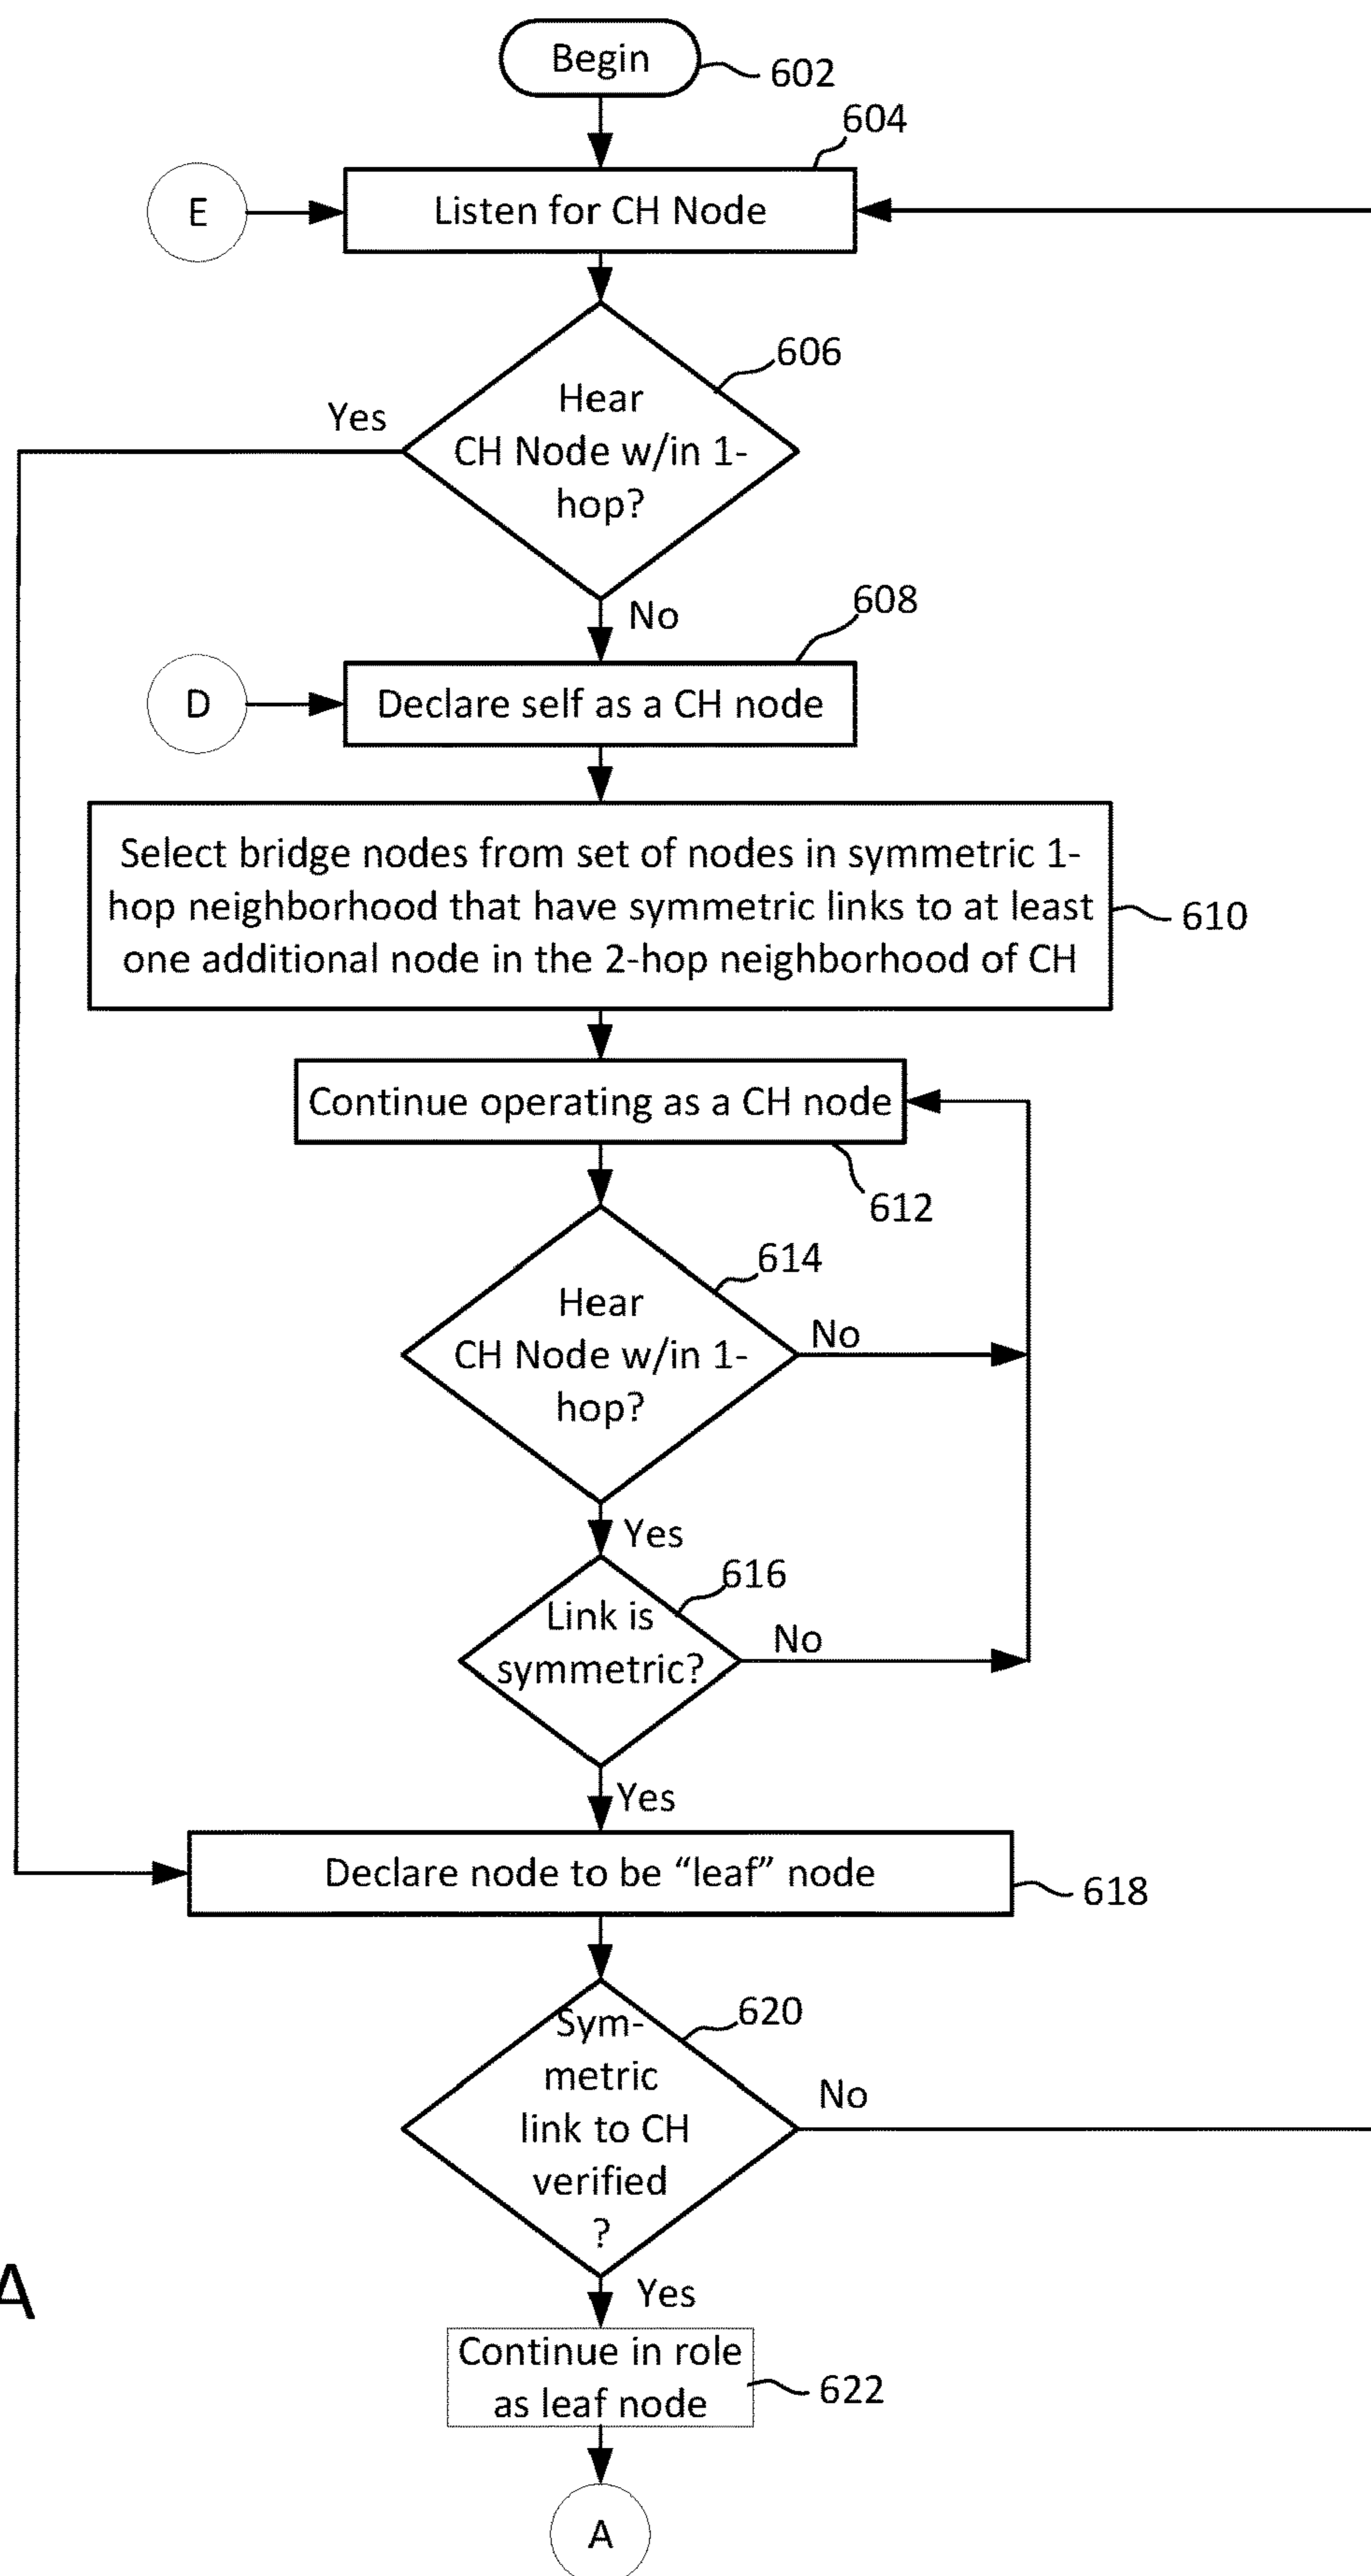 Begin
602
604
E
Listen for CH Node
606
Yes
Hear
CH Node w/in 1-
hop?
No
608
D
Declare self as a CH node
Select bridge nodes from set of nodes in symmetric 1-
hop neighborhood that have symmetric links to at least
one additional node in the 2-hop neighborhood of CH
610
Continue operating as a CH node
612
614
Hear
CH Node w/in 1-
hop?
No
Yes
616
Link is
symmetric?
No
Yes
Declare node to be “leaf” node
618
620
Sym-
metric
link to CH
verified
?
No
Yes
A
Continue in role
as leaf node
622
A